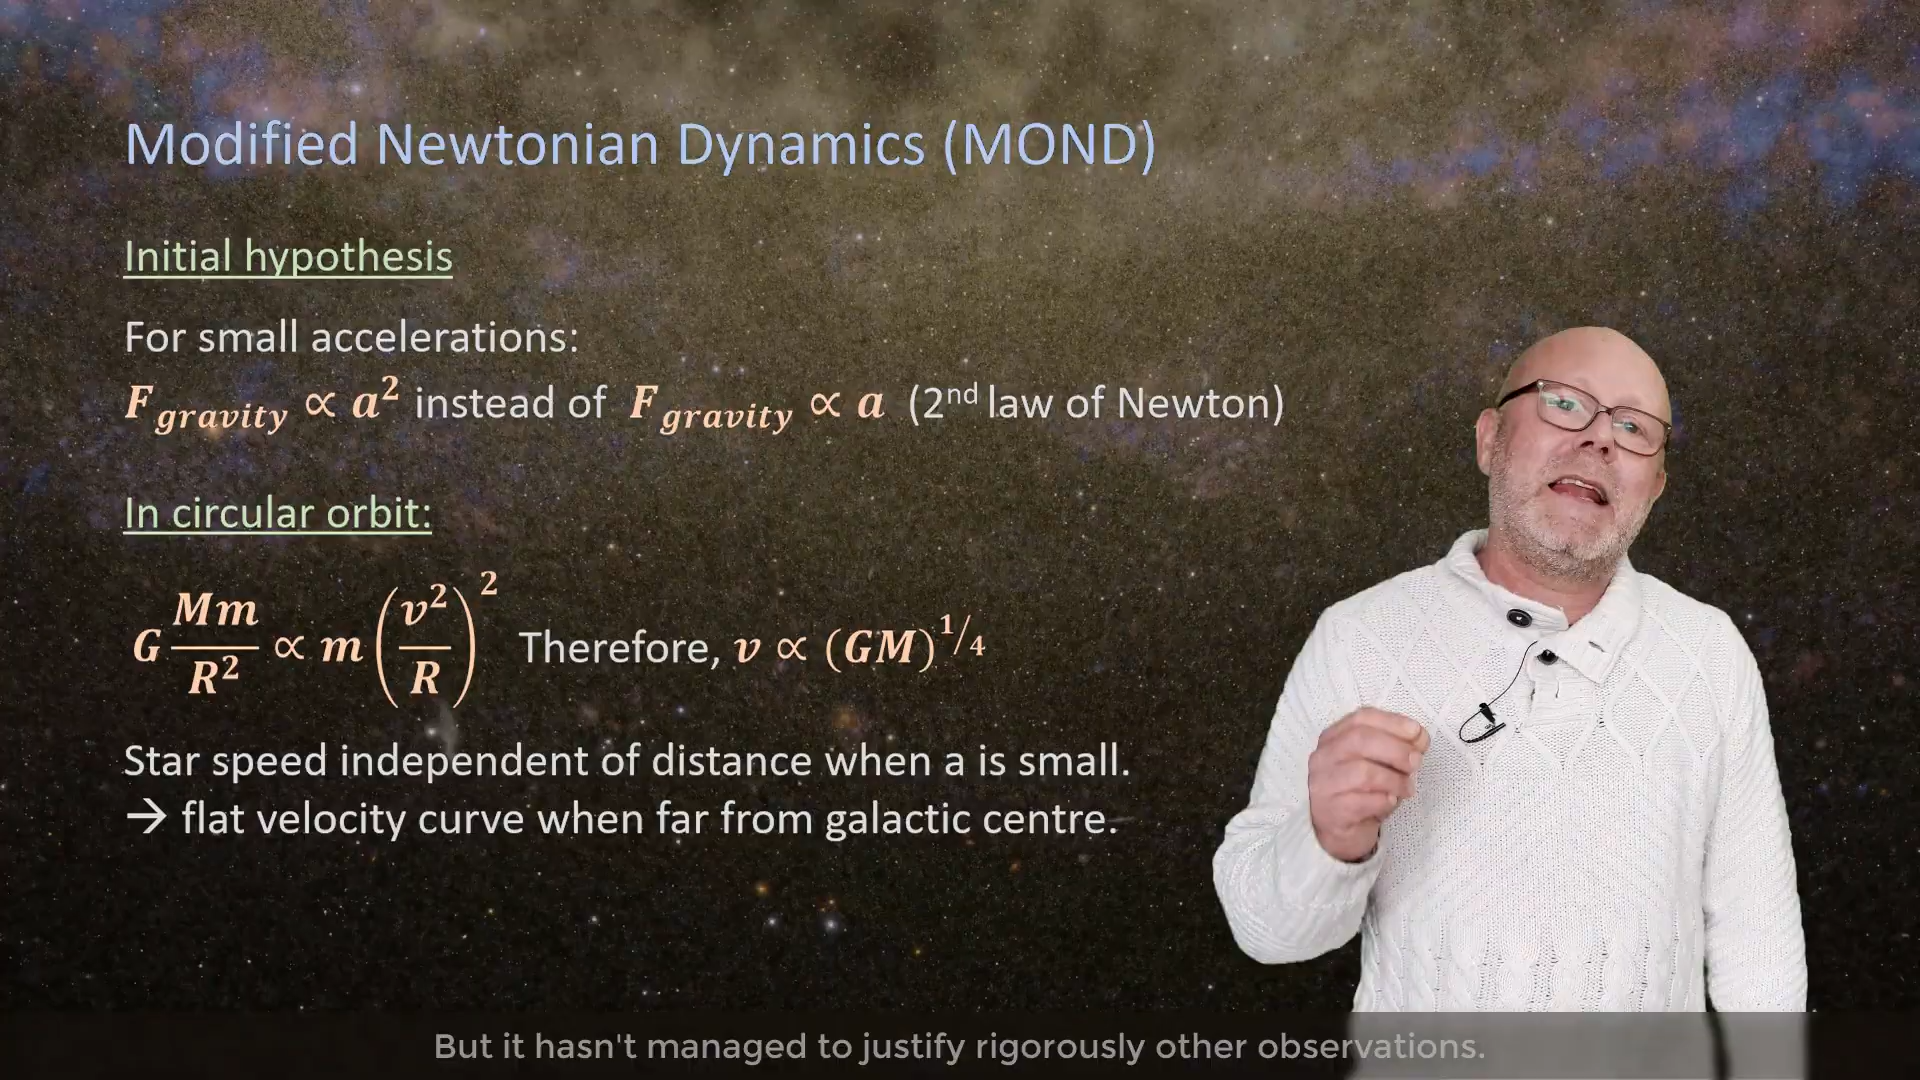 Modified Newtonian Dynamics (MOND)
Initial hypothesis
For small accelerations:
F_gravity ∝ a² instead of F_gravity ∝ a (2nd law of Newton)
In circular orbit:
G Mm/R² ∝ m (v²/R)² Therefore, v ∝ (GM)^1/4
Star speed independent of distance when a is small.
→ flat velocity curve when far from galactic centre.
But it hasn't managed to justify rigorously other observations.